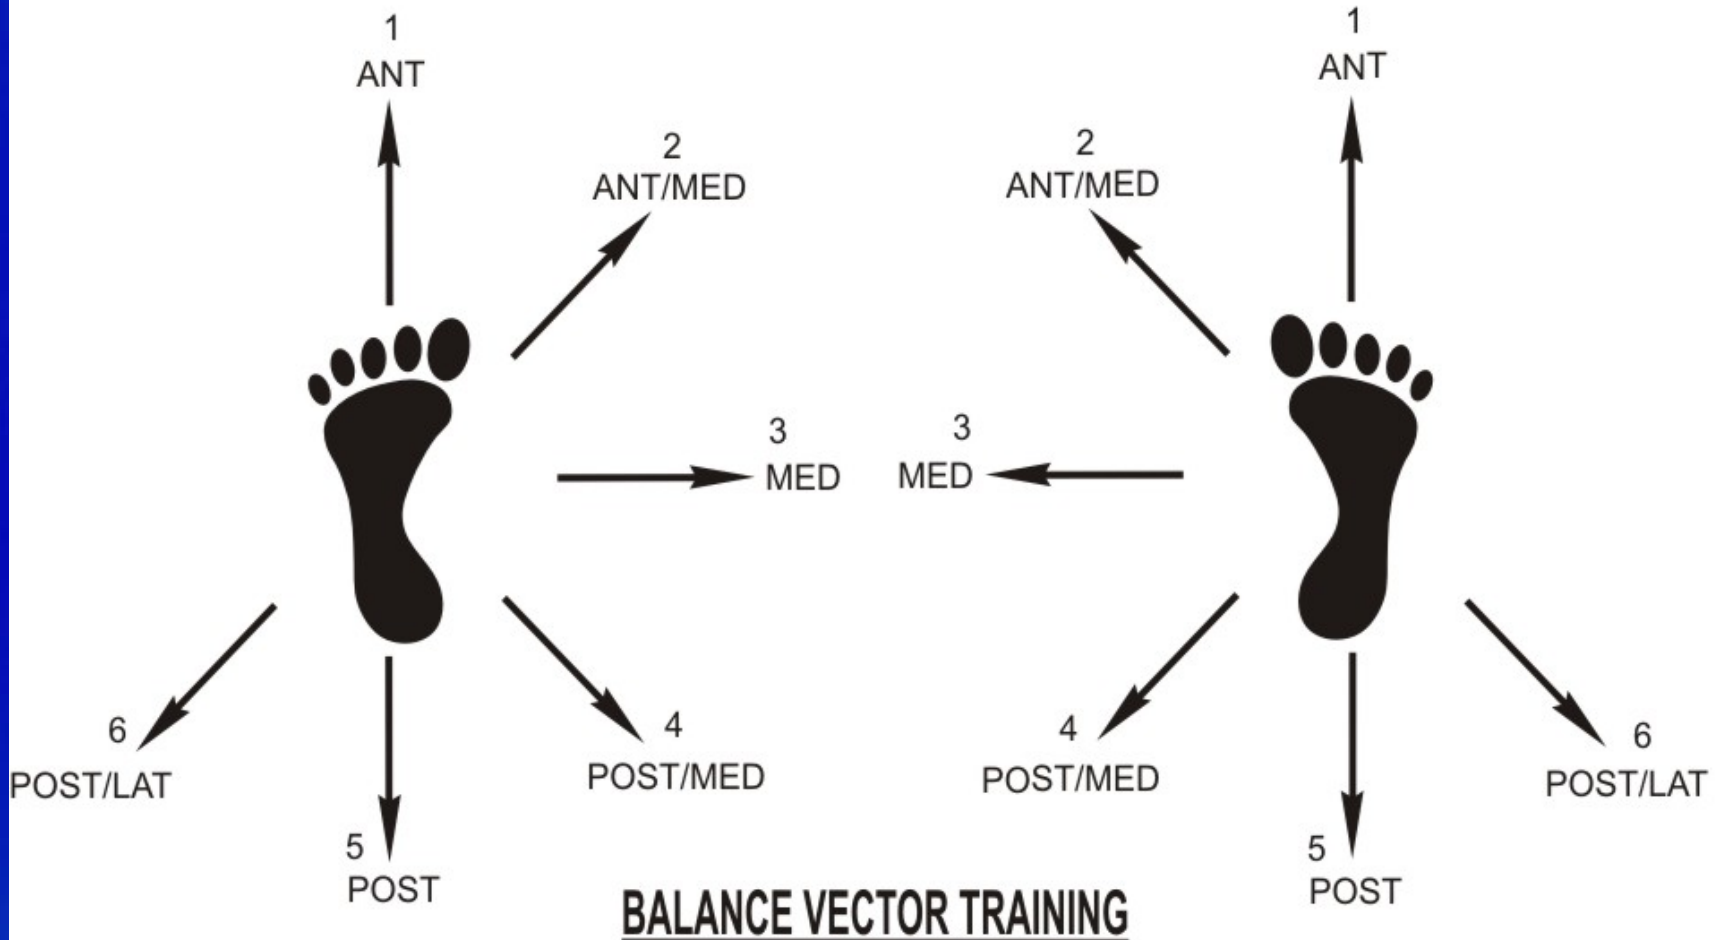 1
ANT
2
ANT/MED
3
MED
4
POST/MED
5
POST
6
POST/LAT
1
ANT
2
ANT/MED
3
MED
4
POST/MED
5
POST
6
POST/LAT
BALANCE VECTOR TRAINING